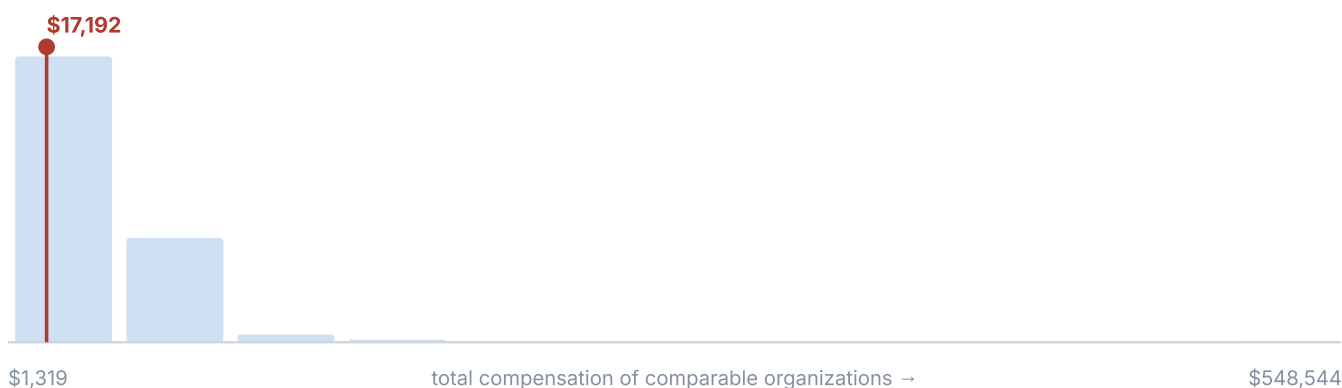 $17,192
$1,319 total compensation of comparable organizations → $548,544